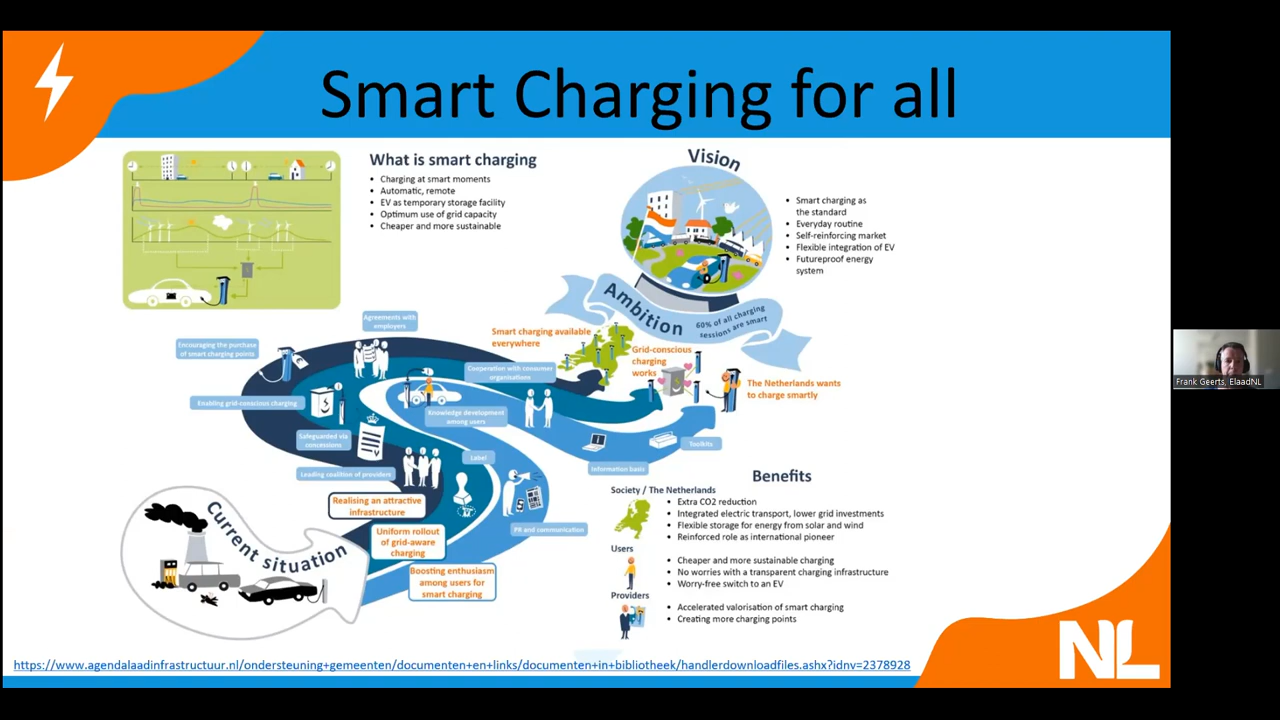 Smart Charging for all
What is smart charging
• Charging at smart moments
• Automatic, remote
• EV as temporary storage facility
• Optimum use of grid capacity
• Cheaper and more sustainable
Vision
• Smart charging as
the standard
• Everyday routine
• Self-reinforcing market
• Flexible integration of EV
• Futureproof energy
system
Ambition
60% of all charging
sessions are smart
Smart charging available
everywhere
Grid-conscious
charging
works
The Netherlands wants
to charge smartly
Agreements with
employers
Encouraging the purchase
of smart charging points
Cooperation with consumer
organisations
Enabling grid-conscious charging
Knowledge development
among users
Safeguarded via
concessions
Toolkits
Label
Information basis
Leading coalition of providers
Realising an attractive
infrastructure
PR and communication
Uniform rollout
of grid-aware
charging
Boosting enthusiasm
among users for
smart charging
Current situation
Benefits
Society / The Netherlands
• Extra CO2 reduction
• Integrated electric transport, lower grid investments
• Flexible storage for energy from solar and wind
• Reinforced role as international pioneer
Users
• Cheaper and more sustainable charging
• No worries with a transparent charging infrastructure
• Worry-free switch to an EV
Providers
• Accelerated valorisation of smart charging
• Creating more charging points
https://www.agendalaadinfrastructuur.nl/ondersteuning+gemeenten/documenten+en+links/documenten+in+bibliotheek/handlerdownloadfiles.ashx?idnv=2378928
NL
Frank Geerts, ElaadNL